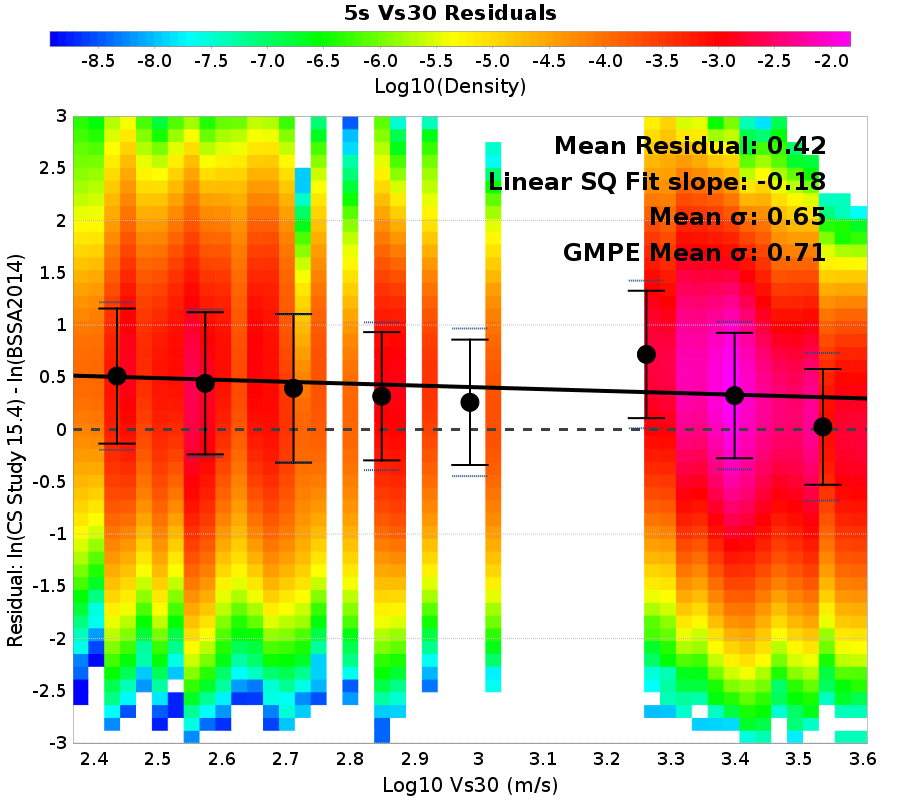 5s Vs30 Residuals
-8.5 -8.0 -7.5 -7.0 -6.5 -6.0 -5.5 -5.0 -4.5 -4.0 -3.5 -3.0 -2.5 -2.0
Log10(Density)
Residual: ln(CS Study 15.4) - ln(BSSA2014)
3
2.5
2
1.5
1
0.5
0
-0.5
-1
-1.5
-2
-2.5
-3
Mean Residual: 0.42
Linear SQ Fit slope: -0.18
Mean σ: 0.65
GMPE Mean σ: 0.71
2.4 2.5 2.6 2.7 2.8 2.9 3 3.1 3.2 3.3 3.4 3.5 3.6
Log10 Vs30 (m/s)